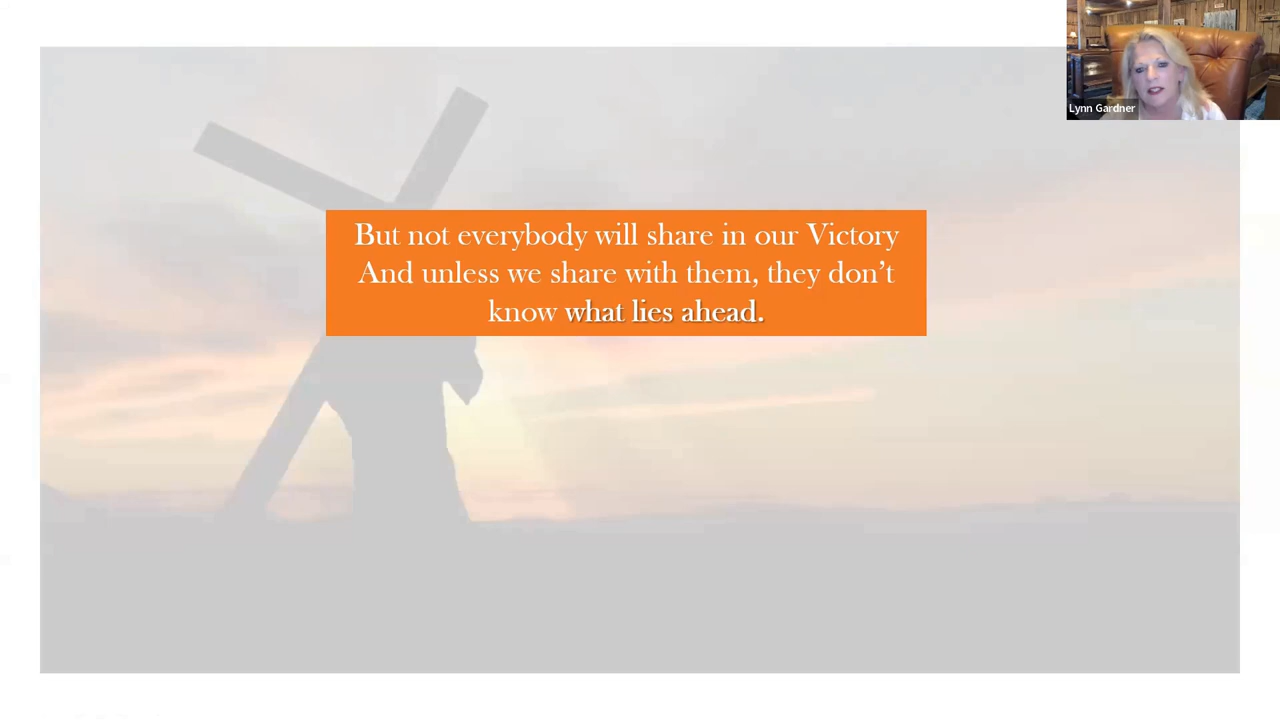 Lynn Gardner
But not everybody will share in our Victory
And unless we share with them, they don’t
know what lies ahead.